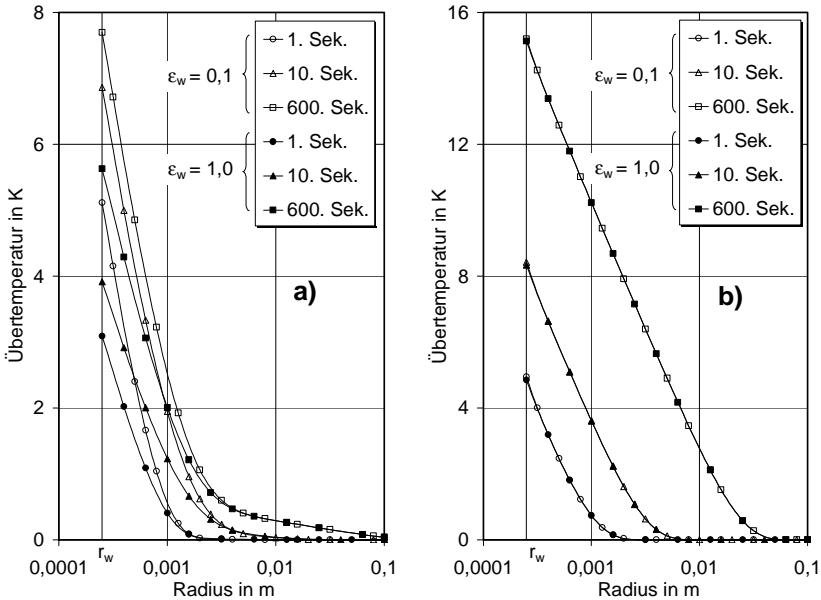 8
6
4
2
0
Übertemperatur in K
εw = 0,1
1. Sek.
10. Sek.
600. Sek.
εw = 1,0
1. Sek.
10. Sek.
600. Sek.
a)
rw
0,0001
0,001
0,01
0,1
Radius in m
16
12
8
4
0
Übertemperatur in K
εw = 0,1
1. Sek.
10. Sek.
600. Sek.
εw = 1,0
1. Sek.
10. Sek.
600. Sek.
b)
rw
0,0001
0,001
0,01
0,1
Radius in m